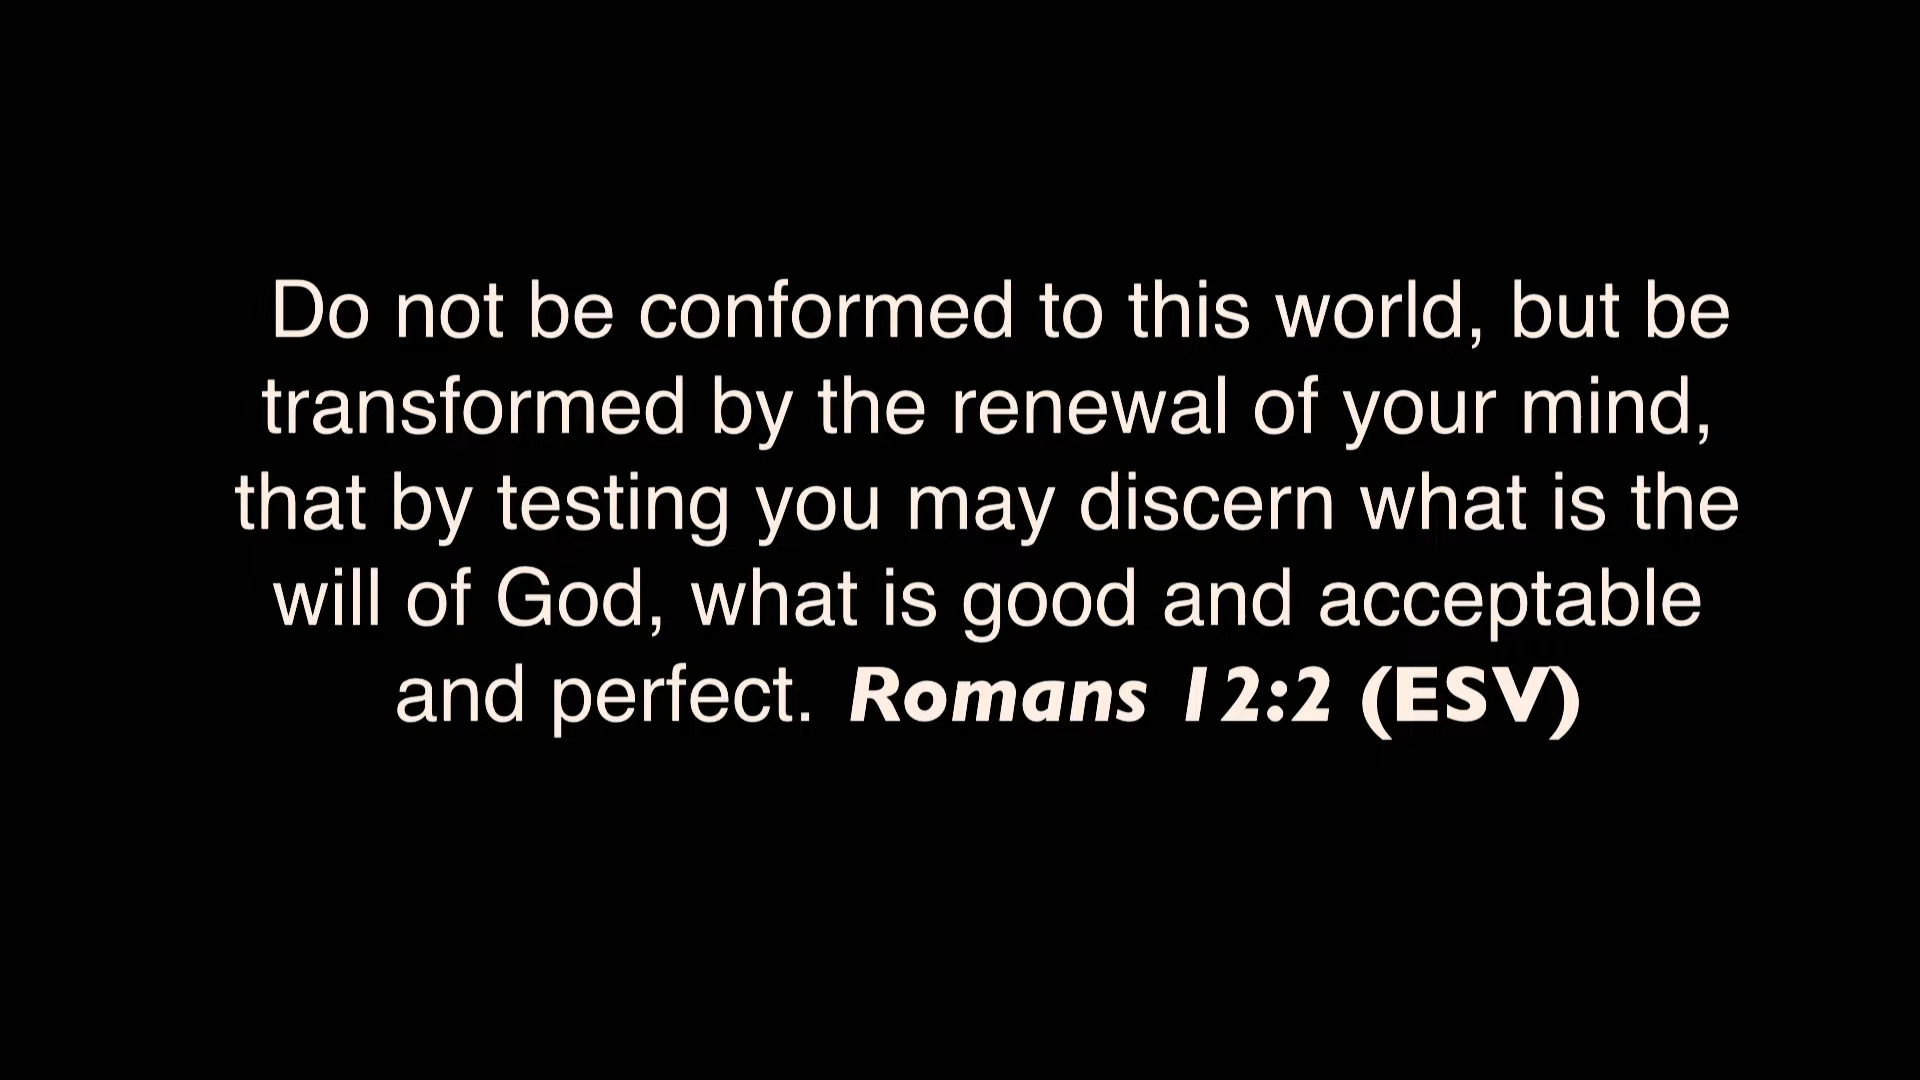 Do not be conformed to this world, but be
transformed by the renewal of your mind,
that by testing you may discern what is the
will of God, what is good and acceptable
and perfect. Romans 12:2 (ESV)